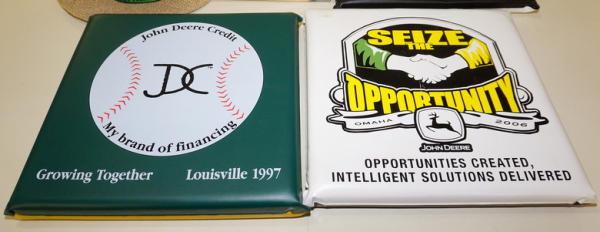 John Deere Credit
JDC
My brand of financing
Growing Together Louisville 1997
SEIZE
THE
OPPORTUNITY
OMAHA 2006
JOHN DEERE
OPPORTUNITIES CREATED,
INTELLIGENT SOLUTIONS DELIVERED